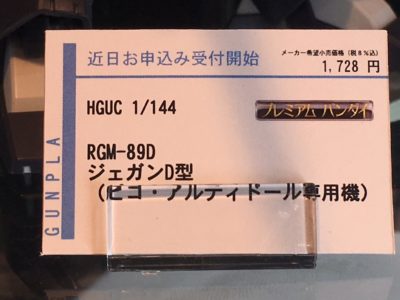 近日お申込み受付開始
メーカー希望小売価格(税8%込)
1,728 円
HGUC 1/144
プレミアム バンダイ
RGM-89D
ジェガンD型
(ピコ・アルティドール専用機)
GUNPLA